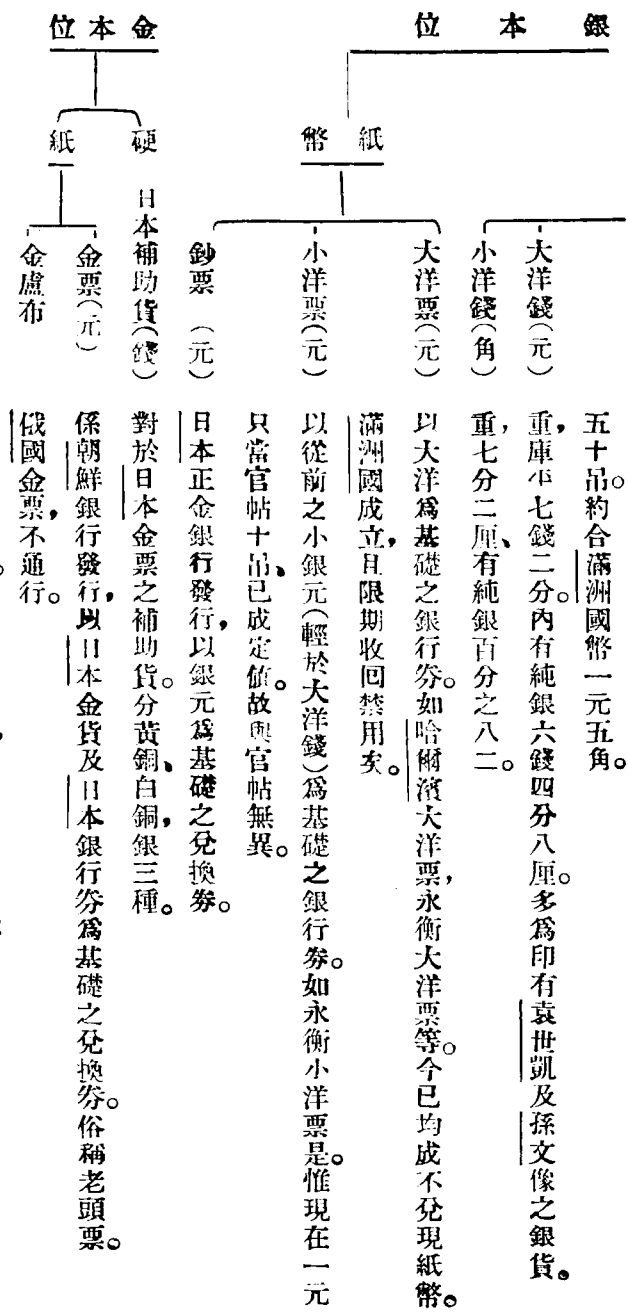 銀本位
五十吊。約合滿洲國幣一元五角。
大洋錢(元)
重,庫平七錢二分。內有純銀六錢四分八厘。多爲印有袁世凱及孫文像之銀貨。
小洋錢(角)
重七分二厘、有純銀百分之八二。
紙幣
大洋票(元)
以大洋爲基礎之銀行券。如哈爾濱大洋票,永衡大洋票等。今已均成不兌現紙幣。
滿洲國成立,且限期收回禁用矣。
小洋票(元)
以從前之小銀元(輕於大洋錢)爲基礎之銀行券。如永衡小洋票是。惟現在一元
只當官帖十吊、已成定值。故與官帖無異。
鈔票(元)
日本正金銀行發行,以銀元爲基礎之兌換券。
金本位
硬
日本補助貨(錢)
對於日本金票之補助貨。分黃銅、白銅,銀三種。
紙
金票(元)
係朝鮮銀行發行,以日本金貨及日本銀行券爲基礎之兌換券。俗稱老頭票。
金盧布
俄國金票,不通行。